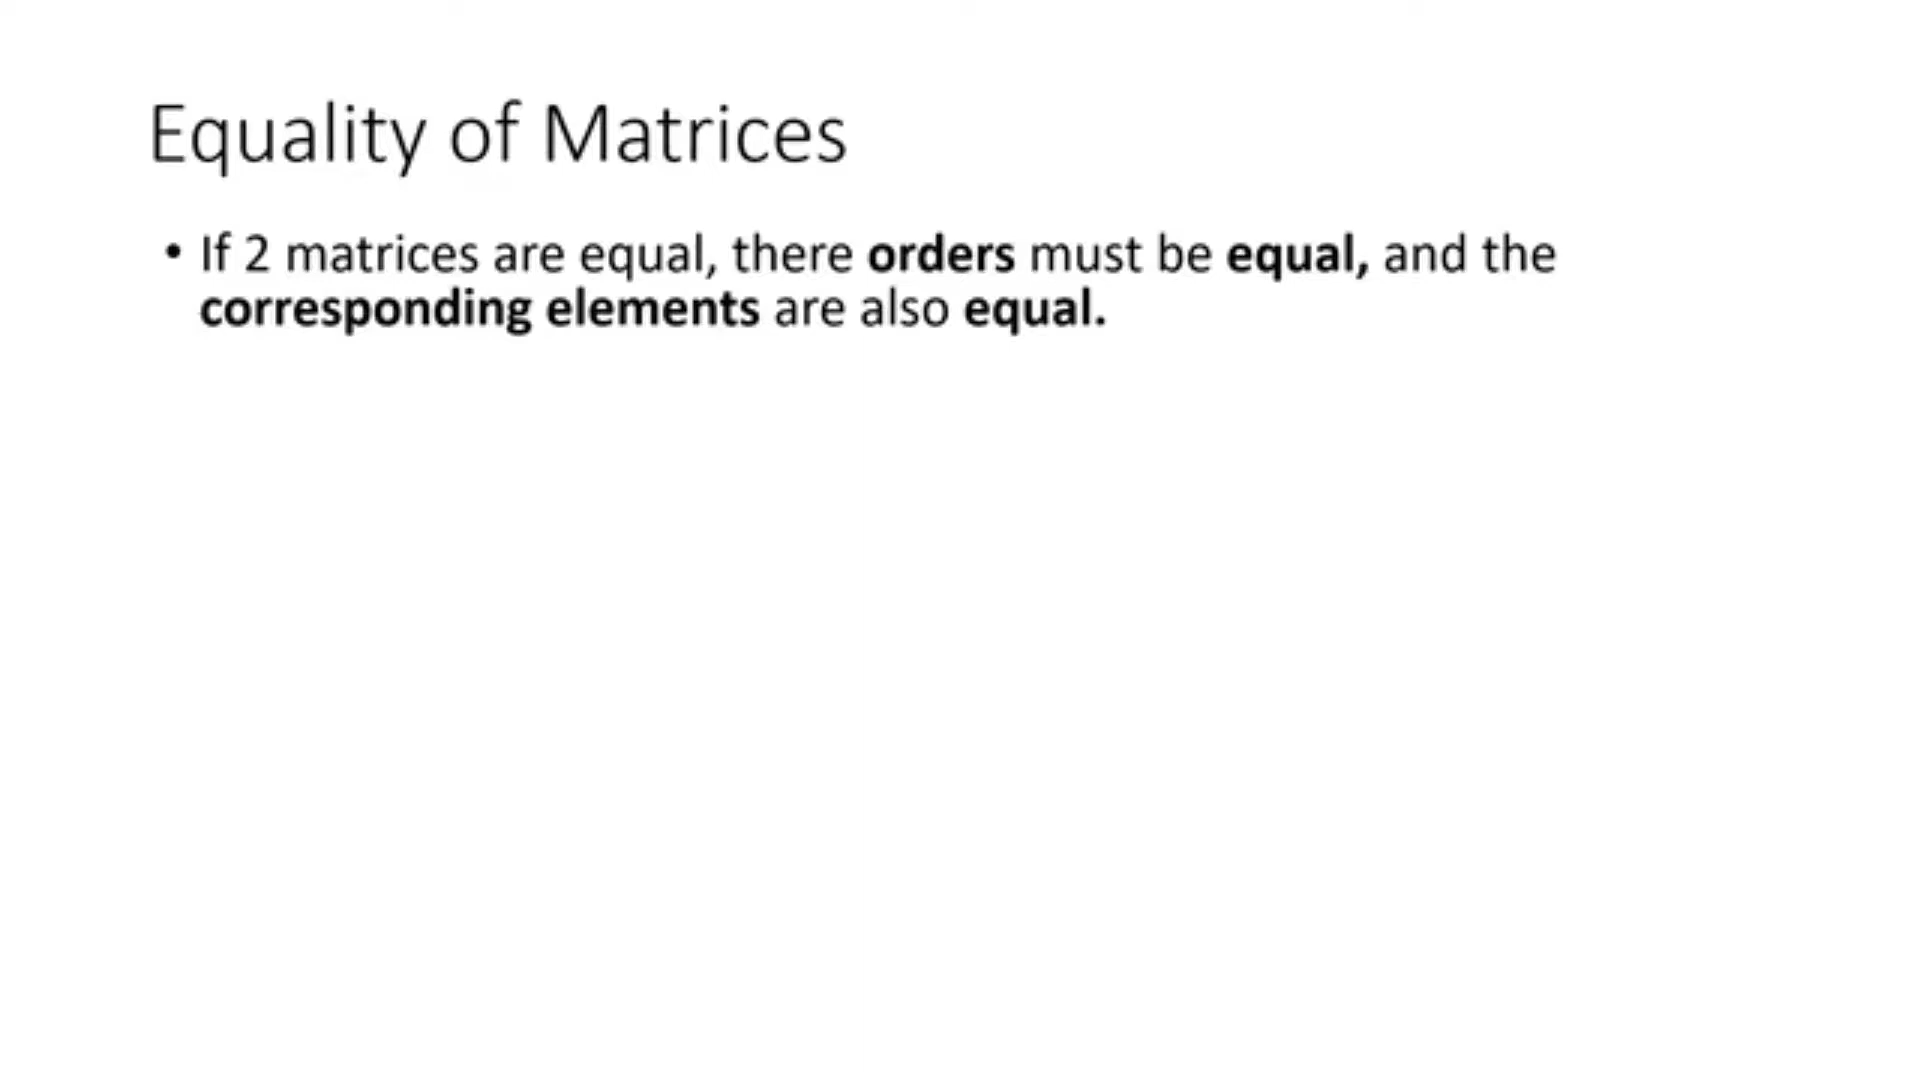 Equality of Matrices
• If 2 matrices are equal, there orders must be equal, and the
corresponding elements are also equal.